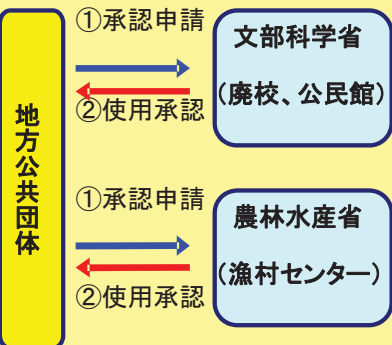 地方公共団体
①承認申請
②使用承認
文部科学省
(廃校、公民館)
①承認申請
②使用承認
農林水産省
(漁村センター)